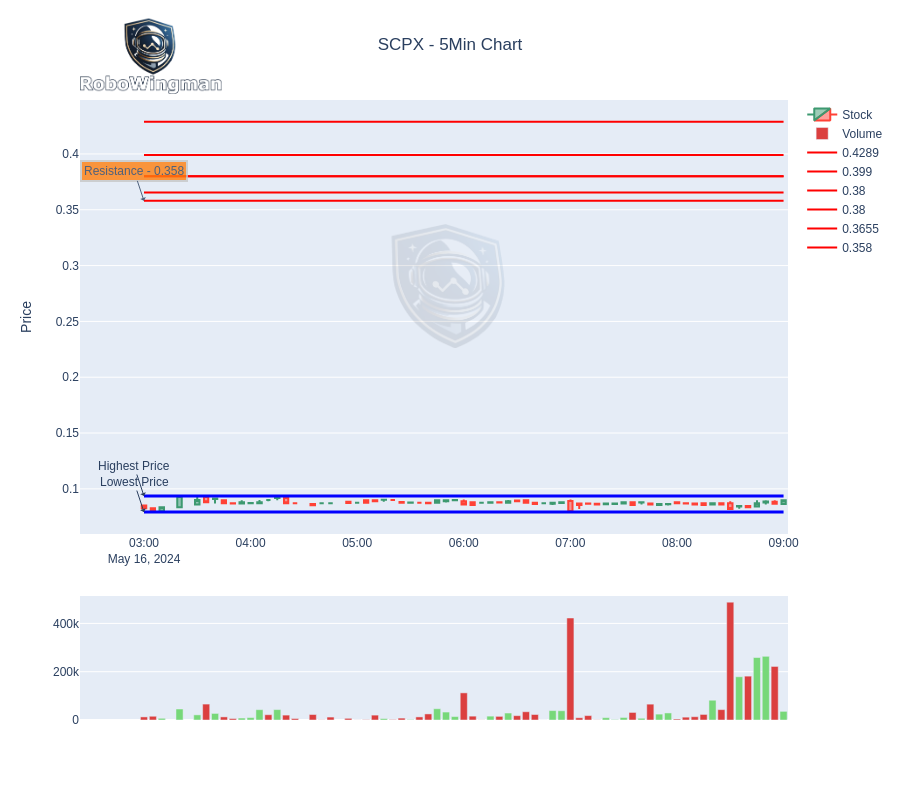 RoboWingman
SCPX - 5Min Chart
Stock
Volume
0.4289
0.399
0.38
0.38
0.3655
0.358
Price
0.4
Resistance - 0.358
0.35
0.3
0.25
0.2
0.15
0.1
Highest Price
Lowest Price
03:00
May 16, 2024
04:00
05:00
06:00
07:00
08:00
09:00
400k
200k
0